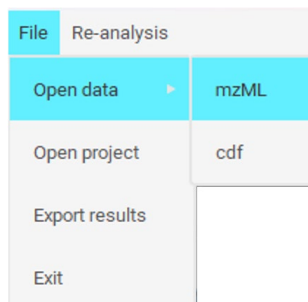 File Re-analysis
Open data mzML
Open project cdf
Export results
Exit